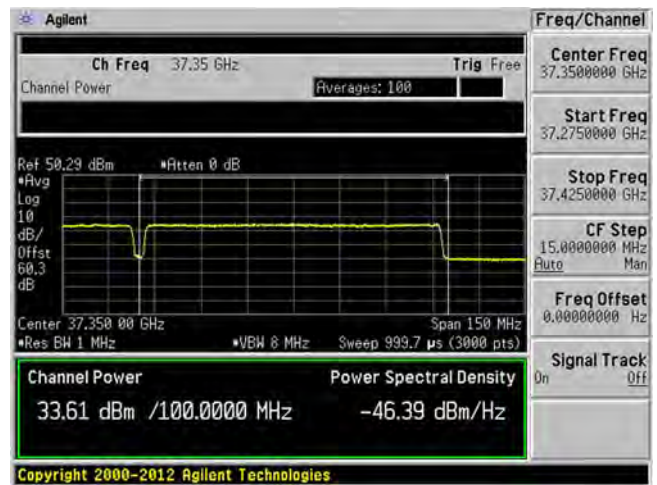 Agilent
Freq/Channel
Ch Freq 37.35 GHz Trig Free
Channel Power Averages: 100
Center Freq
37.3500000 GHz
Start Freq
37.2750000 GHz
Stop Freq
37.4250000 GHz
CF Step
15.0000000 MHz
Auto Man
Freq Offset
0.00000000 Hz
Signal Track
On Off
Ref 50.29 dBm *Atten 0 dB
*Avg
Log
10
dB/
Offst
60.3
dB
Center 37.350 00 GHz Span 150 MHz
*Res BW 1 MHz *VBW 8 MHz Sweep 999.7 µs (3000 pts)
Channel Power Power Spectral Density
33.61 dBm /100.0000 MHz -46.39 dBm/Hz
Copyright 2000-2012 Agilent Technologies